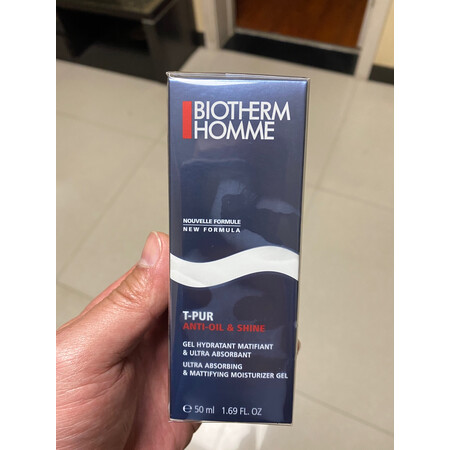 BIOTHERM
HOMME
NOUVELLE FORMULE
NEW FORMULA
T-PUR
ANTI-OIL & SHINE
GEL HYDRATANT MATIFIANT
& ULTRA ABSORBANT
ULTRA ABSORBING
& MATTIFYING MOISTURIZER GEL
℮ 50 ml 1.69 FL. OZ